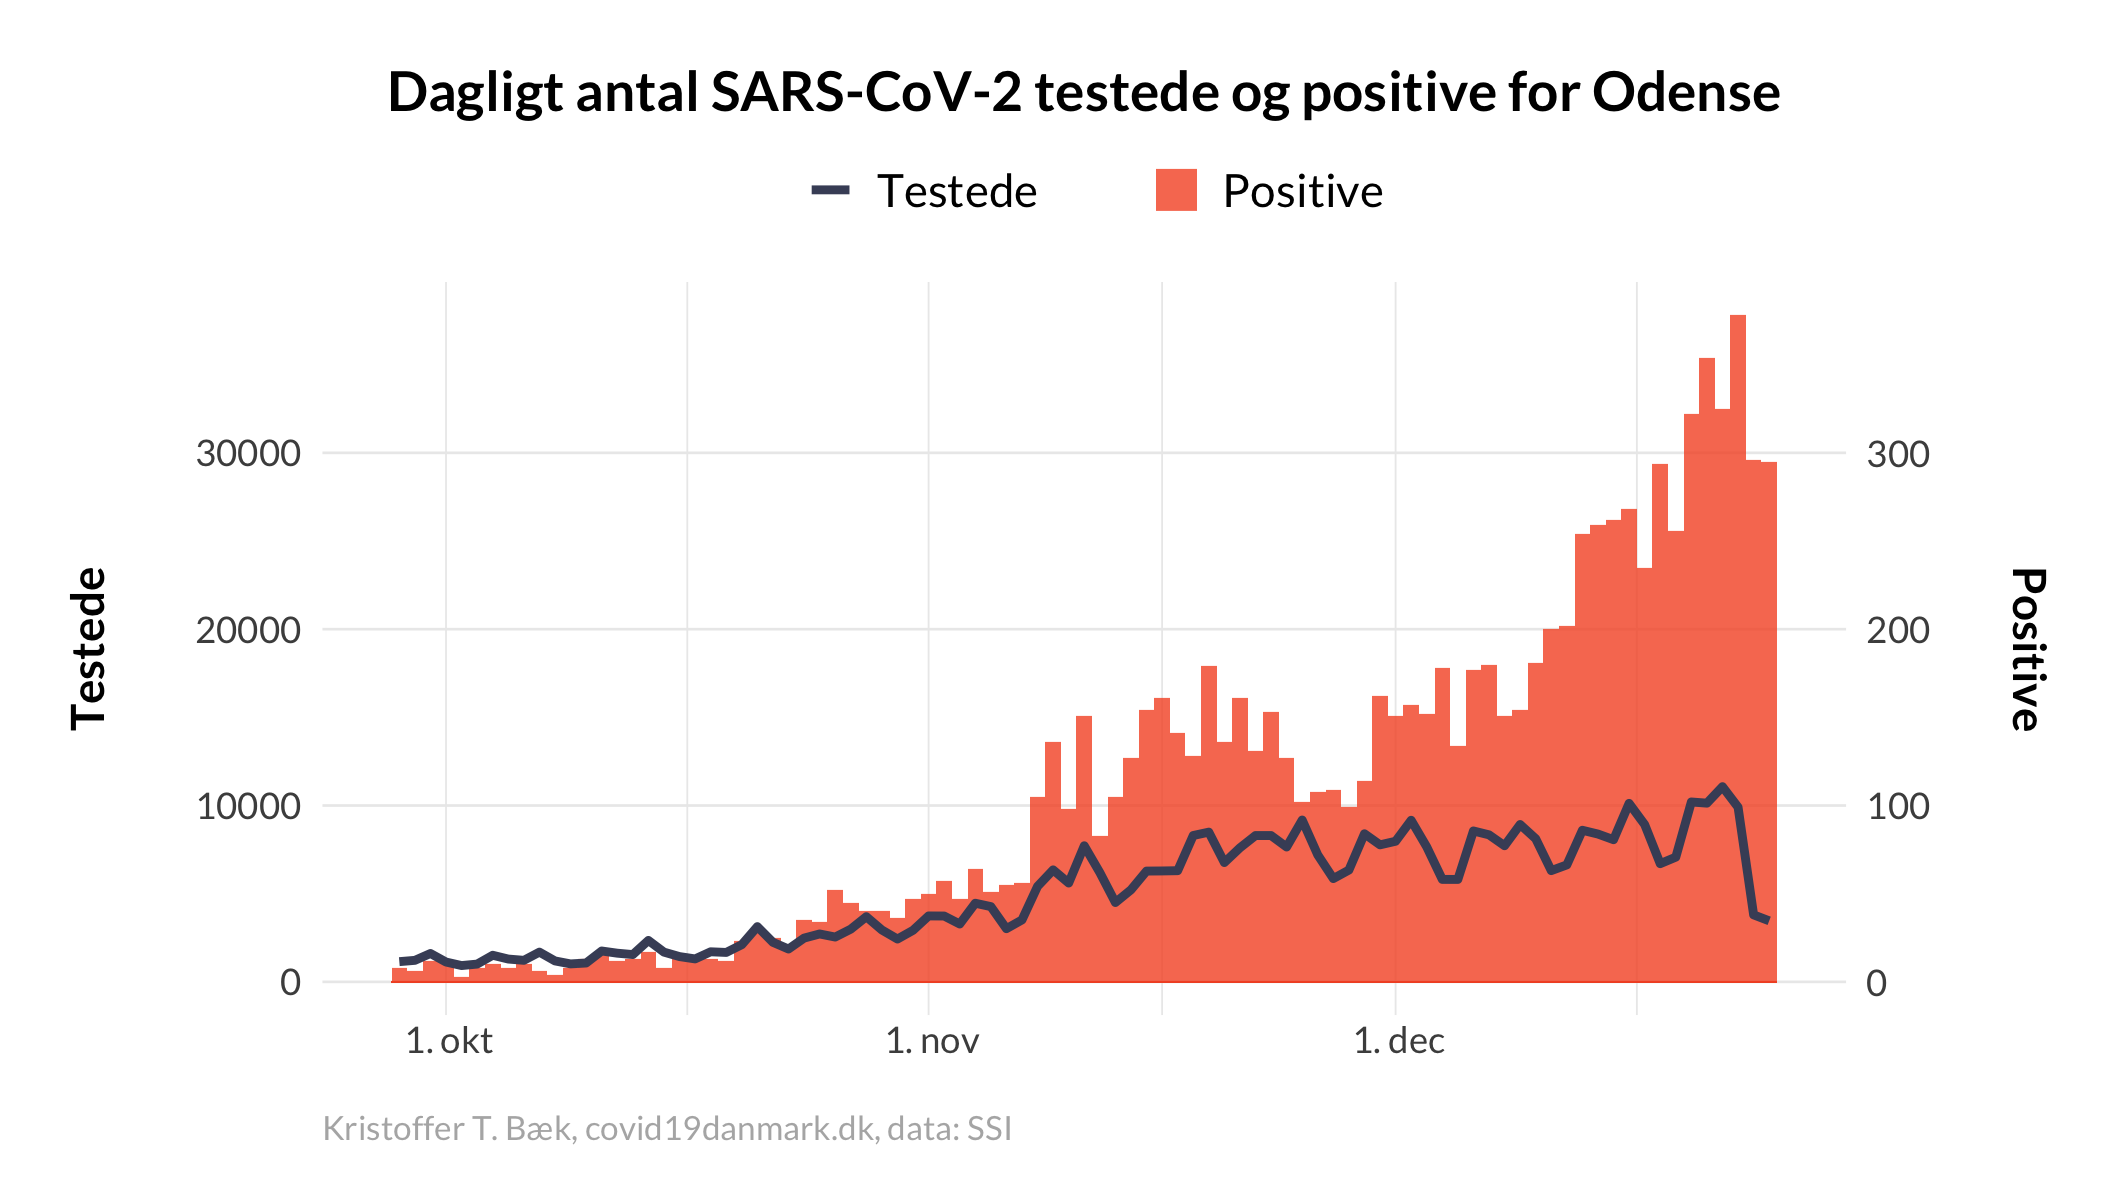 Dagligt antal SARS-CoV-2 testede og positive for Odense
Testede
Positive
Testede
30000
20000
10000
0
300
200
100
0
Positive
1. okt
1. nov
1. dec
Kristoffer T. Bæk, covid19danmark.dk, data: SSI